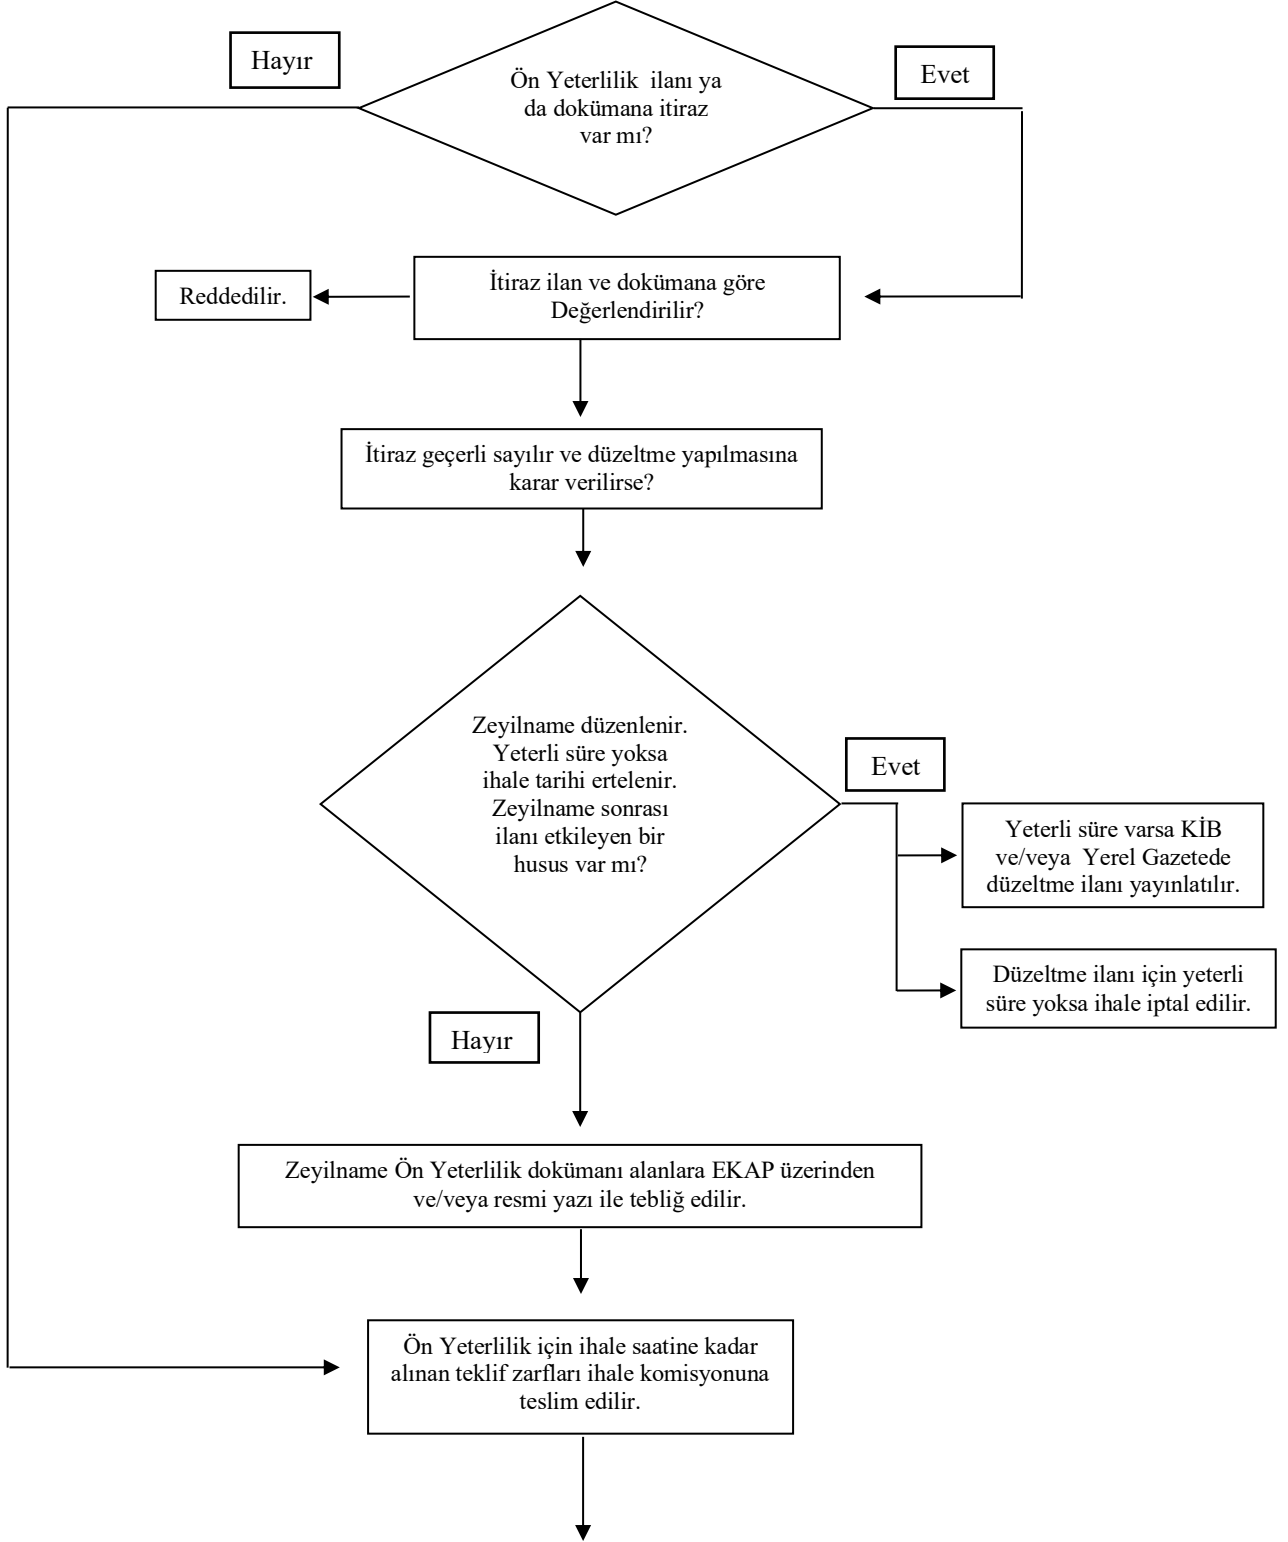 Hayır
Evet
Ön Yeterlilik ilanı ya
da dokümana itiraz
var mı?
Reddedilir.
İtiraz ilan ve dokümana göre
Değerlendirilir?
İtiraz geçerli sayılır ve düzeltme yapılmasına
karar verilirse?
Zeyilname düzenlenir.
Yeterli süre yoksa
ihale tarihi ertelenir.
Zeyilname sonrası
ilanı etkileyen bir
husus var mı?
Evet
Yeterli süre varsa KİB
ve/veya Yerel Gazetede
düzeltme ilanı yayınlatılır.
Düzeltme ilanı için yeterli
süre yoksa ihale iptal edilir.
Hayır
Zeyilname Ön Yeterlilik dokümanı alanlara EKAP üzerinden
ve/veya resmi yazı ile tebliğ edilir.
Ön Yeterlilik için ihale saatine kadar
alınan teklif zarfları ihale komisyonuna
teslim edilir.